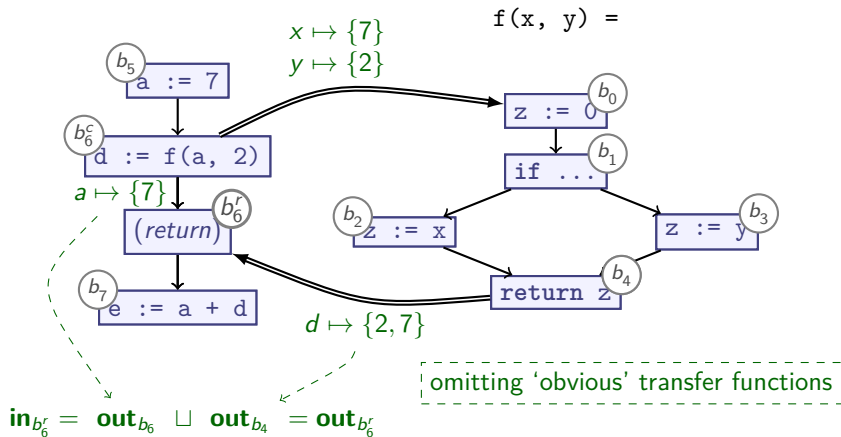 f(x, y) =
x ↦ {7}
y ↦ {2}
b₅
a := 7
b₀
z := 0
b₆ᶜ
d := f(a, 2)
b₁
if ...
a ↦ {7}
b₆ʳ
(return)
b₂
z := x
b₃
z := y
b₇
e := a + d
b₄
return z
d ↦ {2, 7}
omitting ‘obvious’ transfer functions
in_{b₆ʳ} = out_{b₆} ⊔ out_{b₄} = out_{b₆ʳ}